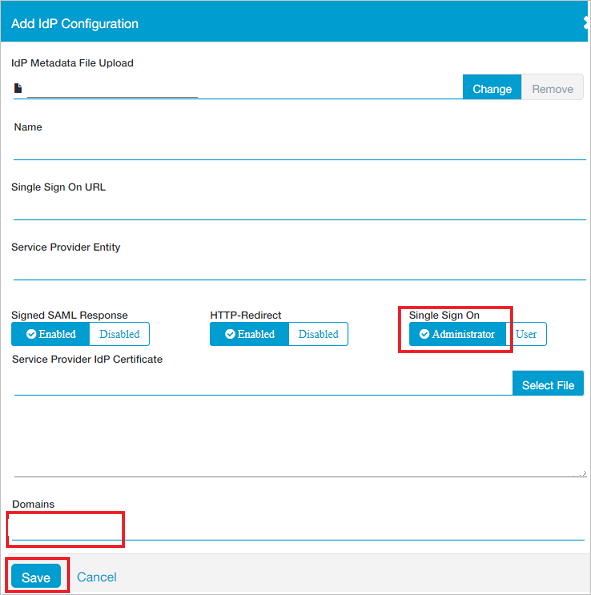 Add IdP Configuration
IdP Metadata File Upload
Change Remove
Name
Single Sign On URL
Service Provider Entity
Signed SAML Response HTTP-Redirect Single Sign On
Enabled Disabled Enabled Disabled Administrator User
Service Provider IdP Certificate
Select File
Domains
Save Cancel